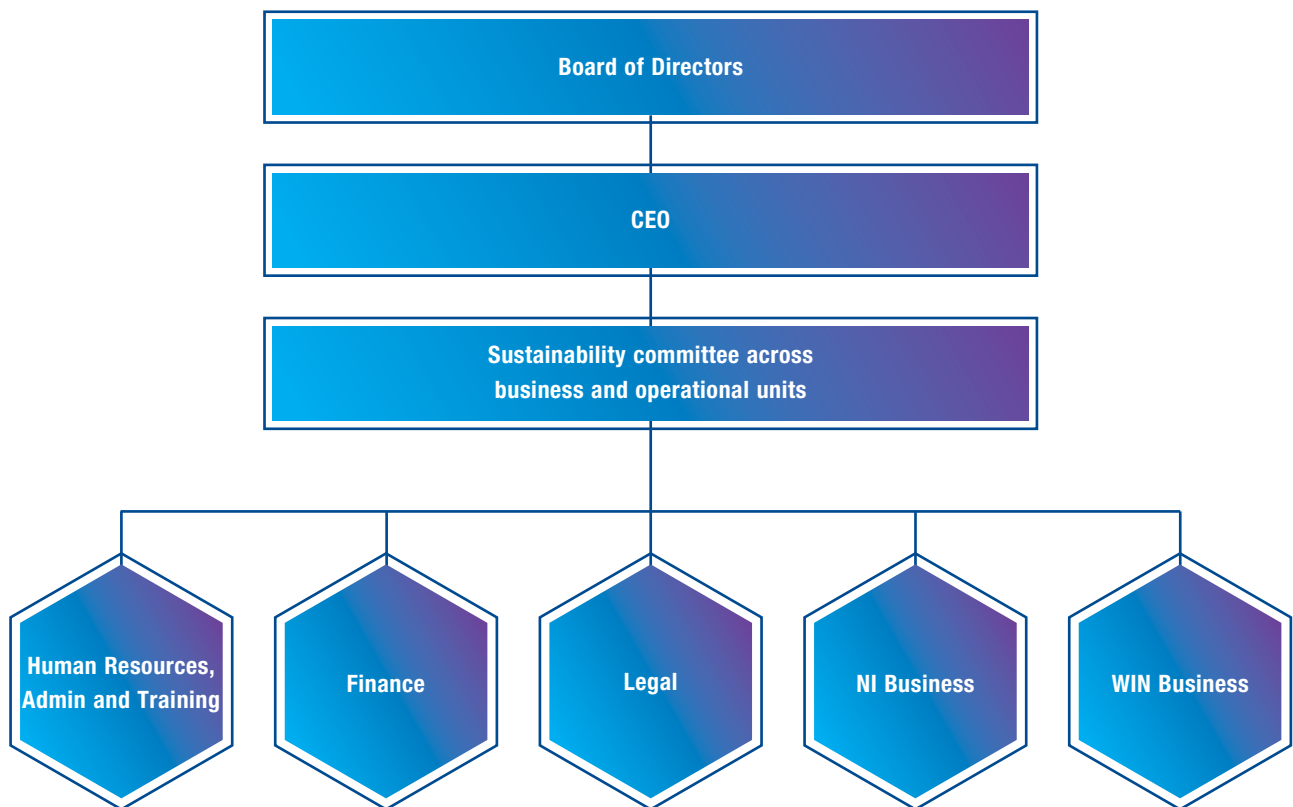 Board of Directors
CEO
Sustainability committee across
business and operational units
Human Resources,
Admin and Training
Finance
Legal
NI Business
WIN Business